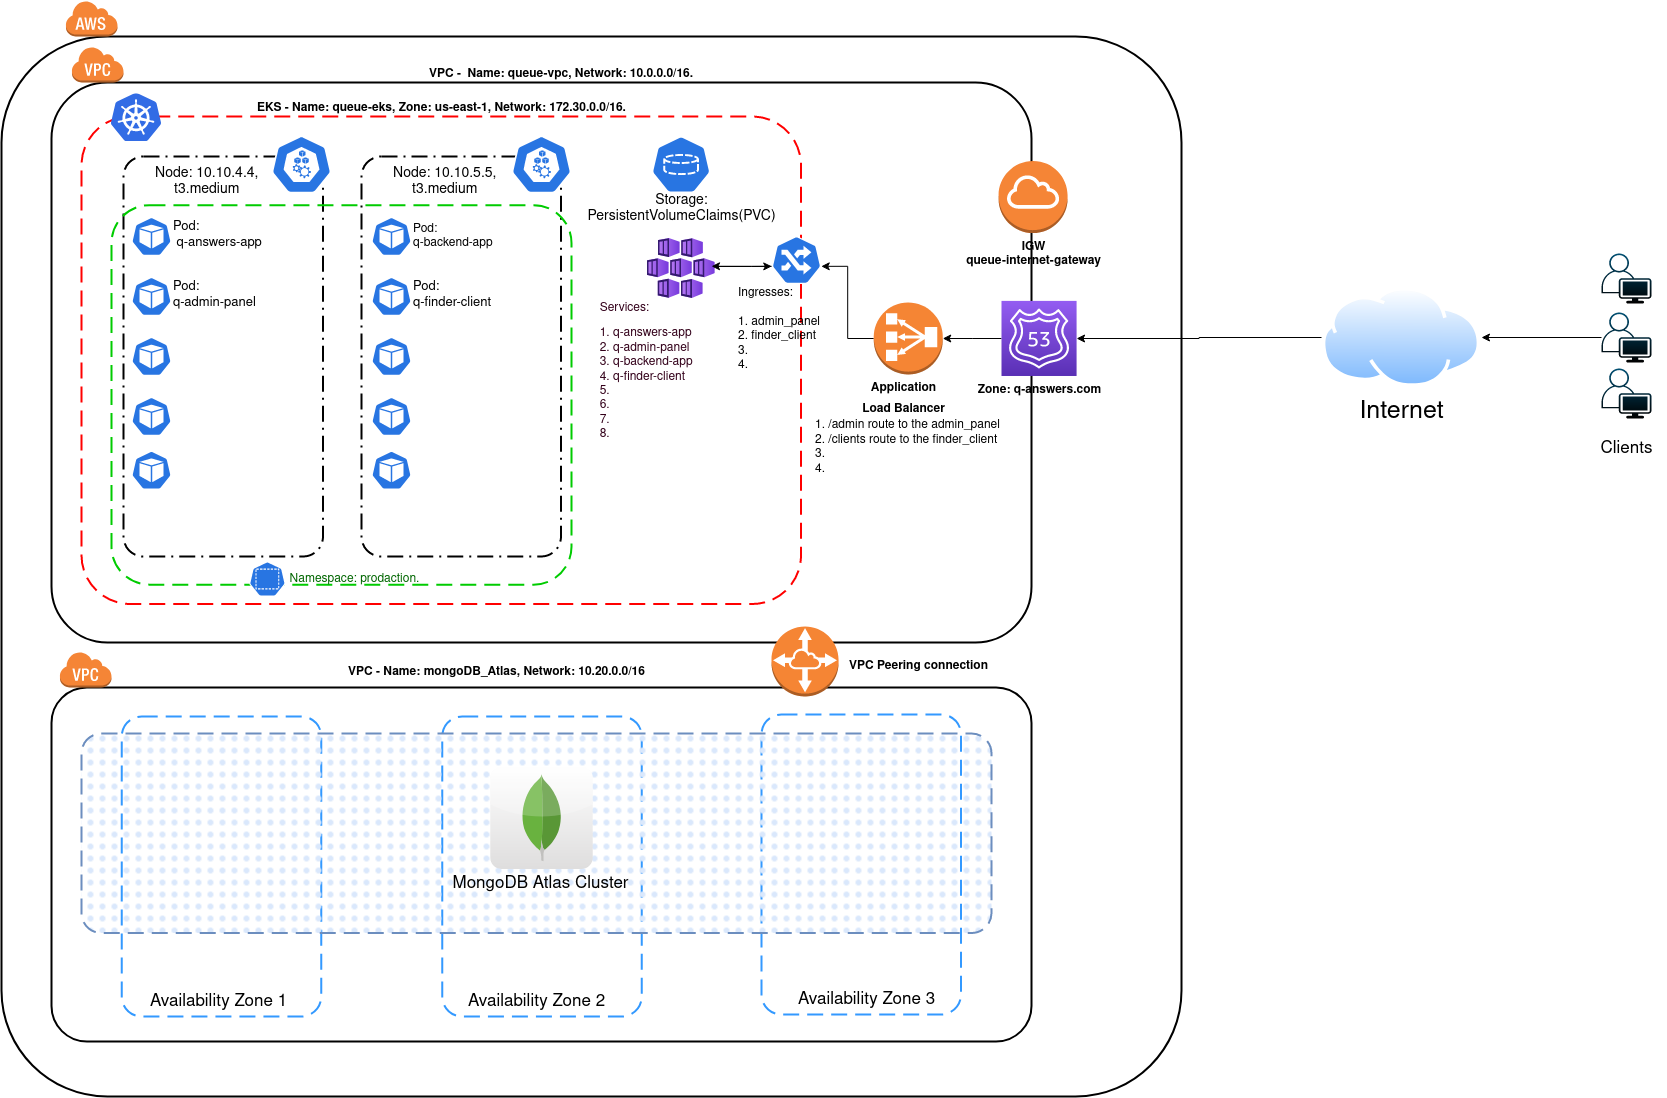 AWS
VPC
VPC -  Name: queue-vpc, Network: 10.0.0.0/16.
EKS - Name: queue-eks, Zone: us-east-1, Network: 172.30.0.0/16.
Node: 10.10.4.4,
t3.medium
Node: 10.10.5.5,
t3.medium
Storage:
PersistentVolumeClaims(PVC)
Pod:
q-answers-app
Pod:
q-backend-app
Pod:
q-admin-panel
Pod:
q-finder-client
Services:
1. q-answers-app
2. q-admin-panel
3. q-backend-app
4. q-finder-client
5.
6.
7.
8.
Ingresses:
1. admin_panel
2. finder_client
3.
4.
IGW
queue-internet-gateway
53
Zone: q-answers.com
Application
Load Balancer
1. /admin route to the admin_panel
2. /clients route to the finder_client
3.
4.
Internet
Clients
Namespace: prodaction.
VPC
VPC - Name: mongoDB_Atlas, Network: 10.20.0.0/16
VPC Peering connection
MongoDB Atlas Cluster
Availability Zone 1
Availability Zone 2
Availability Zone 3